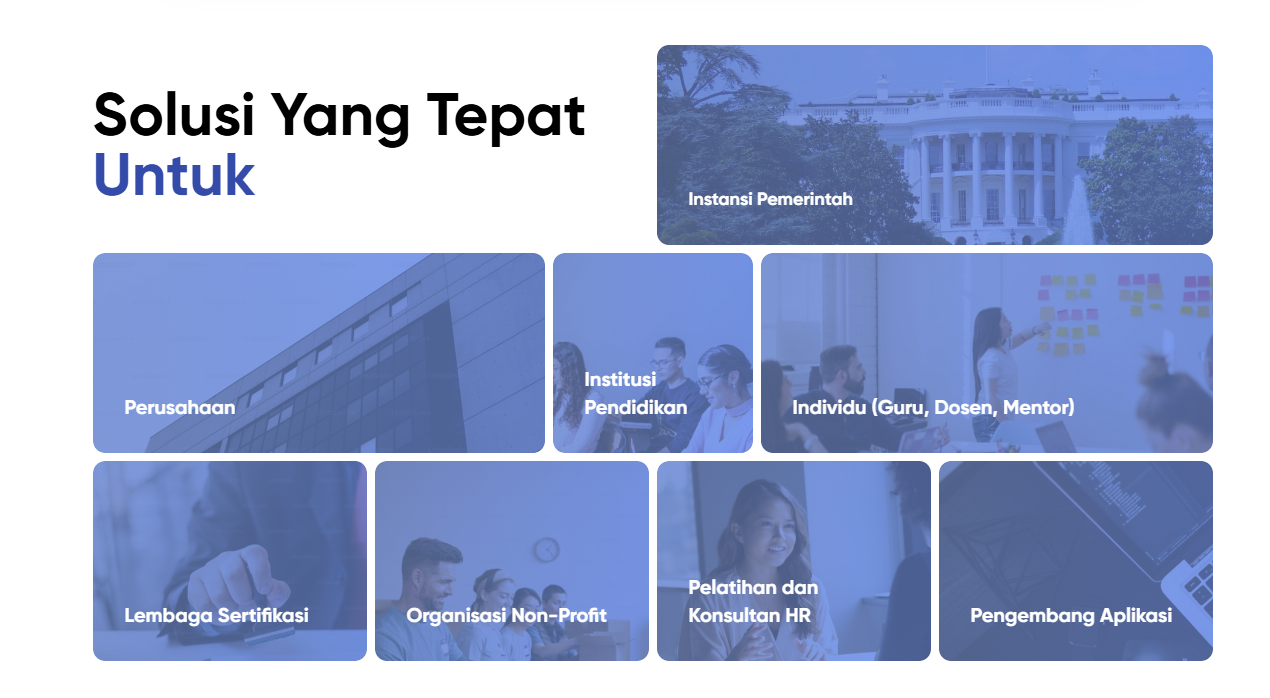 Solusi Yang Tepat
Untuk
Instansi Pemerintah
Perusahaan
Institusi
Pendidikan
Individu (Guru, Dosen, Mentor)
Lembaga Sertifikasi
Organisasi Non-Profit
Pelatihan dan
Konsultan HR
Pengembang Aplikasi